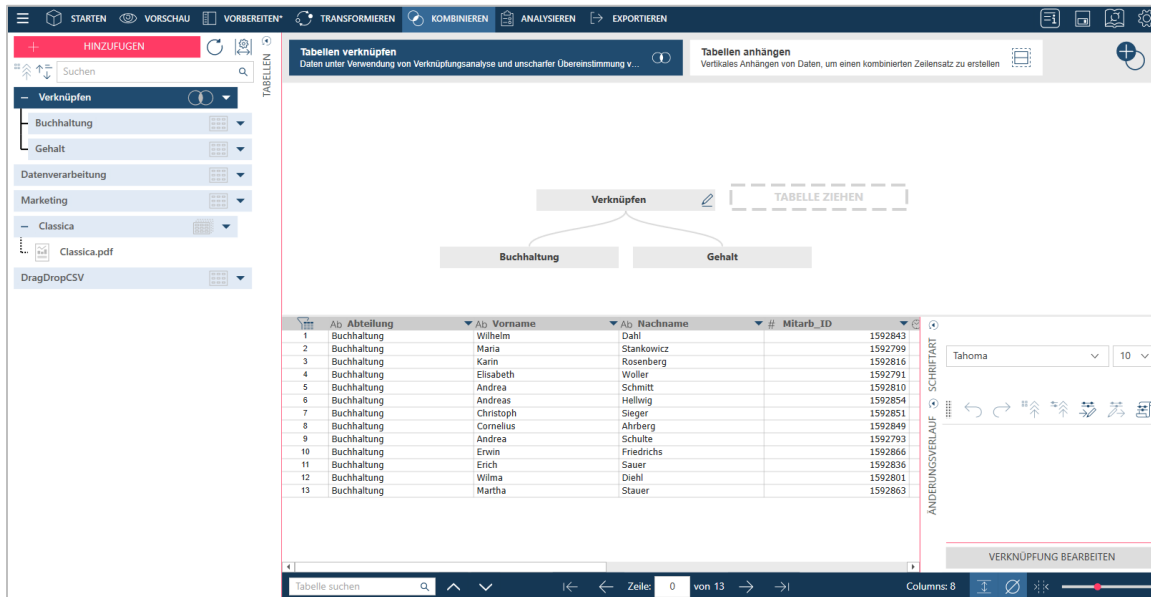 STARTEN VORSCHAU VORBEREITEN* TRANSFORMIEREN KOMBINIEREN ANALYSIEREN EXPORTIEREN
+ HINZUFÜGEN
Suchen
TABELLEN
Verknüpfen
Buchhaltung
Gehalt
Datenverarbeitung
Marketing
Classica
Classica.pdf
DragDropCSV
Tabellen verknüpfen
Daten unter Verwendung von Verknüpfungsanalyse und unscharfer Übereinstimmung v...
Tabellen anhängen
Vertikales Anhängen von Daten, um einen kombinierten Zeilensatz zu erstellen
Verknüpfen
TABELLE ZIEHEN
Buchhaltung Gehalt
Ab Abteilung Ab Vorname Ab Nachname # Mitarb_ID
1 Buchhaltung Wilhelm Dahl 1592843
2 Buchhaltung Maria Stankowicz 1592799
3 Buchhaltung Karin Rosenberg 1592816
4 Buchhaltung Elisabeth Woller 1592791
5 Buchhaltung Andrea Schmitt 1592810
6 Buchhaltung Andreas Hellwig 1592854
7 Buchhaltung Christoph Sieger 1592851
8 Buchhaltung Cornelius Ahrberg 1592849
9 Buchhaltung Andrea Schulte 1592793
10 Buchhaltung Erwin Friedrichs 1592866
11 Buchhaltung Erich Sauer 1592836
12 Buchhaltung Wilma Diehl 1592801
13 Buchhaltung Martha Stauer 1592863
SCHRIFTART
Tahoma 10
ÄNDERUNGSVERLAUF
VERKNÜPFUNG BEARBEITEN
Tabelle suchen Zeile: 0 von 13 Columns: 8